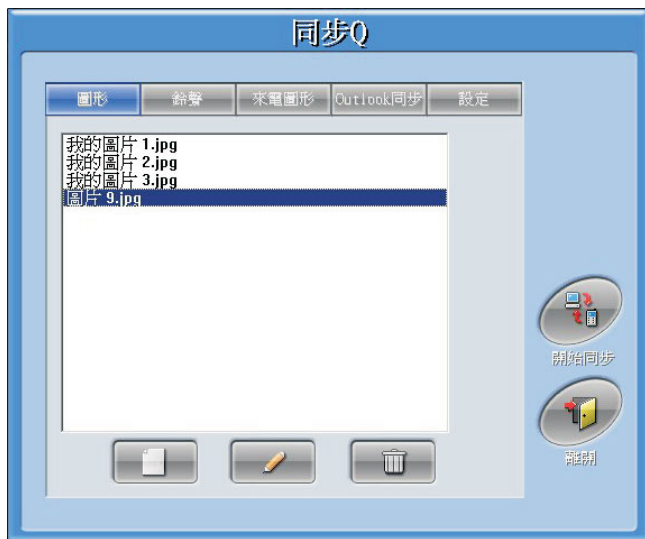 同步Q
圖形 鈴聲 來電圖形 Outlook同步 設定
我的圖片 1.jpg
我的圖片 2.jpg
我的圖片 3.jpg
圖片 9.jpg
開始同步
離開